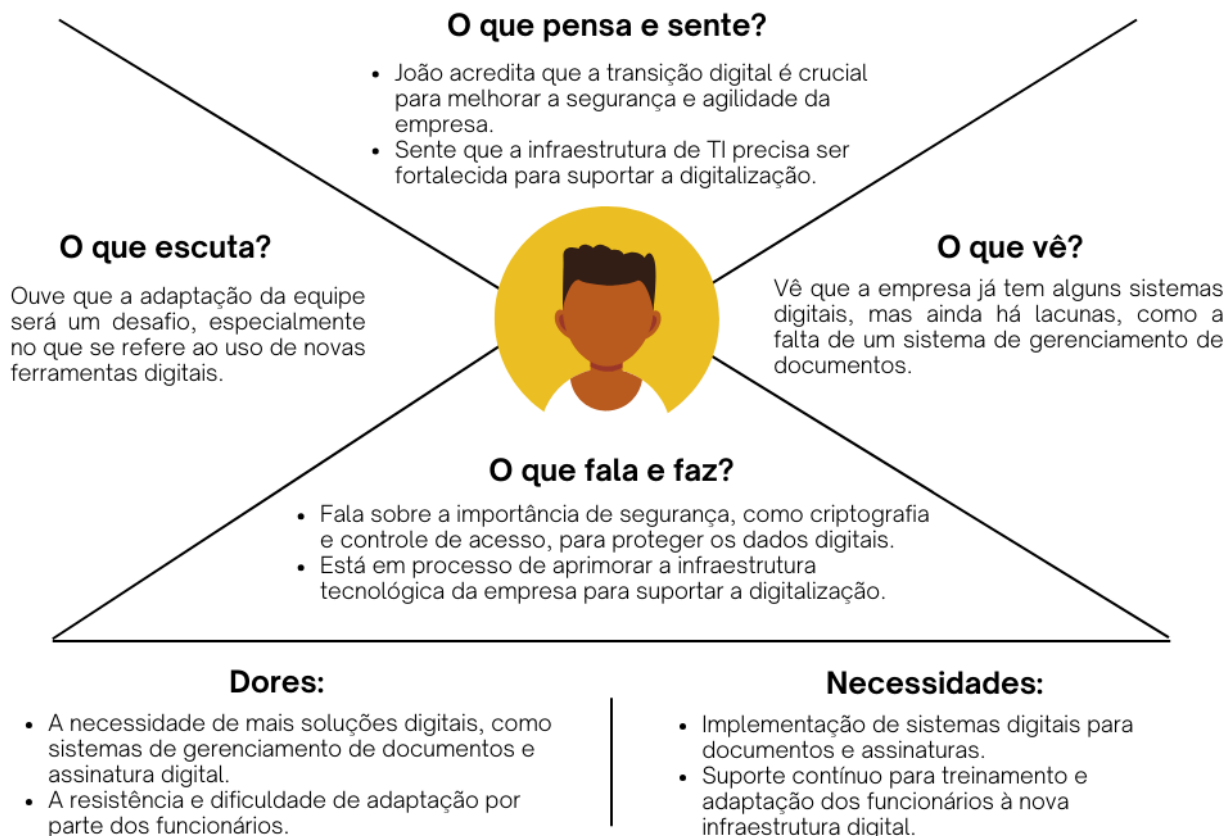 O que pensa e sente?
• João acredita que a transição digital é crucial
para melhorar a segurança e agilidade da
empresa.
• Sente que a infraestrutura de TI precisa ser
fortalecida para suportar a digitalização.
O que escuta?
Ouve que a adaptação da equipe
será um desafio, especialmente
no que se refere ao uso de novas
ferramentas digitais.
O que vê?
Vê que a empresa já tem alguns sistemas
digitais, mas ainda há lacunas, como a
falta de um sistema de gerenciamento de
documentos.
O que fala e faz?
• Fala sobre a importância de segurança, como criptografia
e controle de acesso, para proteger os dados digitais.
• Está em processo de aprimorar a infraestrutura
tecnológica da empresa para suportar a digitalização.
Dores:
• A necessidade de mais soluções digitais, como
sistemas de gerenciamento de documentos e
assinatura digital.
• A resistência e dificuldade de adaptação por
parte dos funcionários.
Necessidades:
• Implementação de sistemas digitais para
documentos e assinaturas.
• Suporte contínuo para treinamento e
adaptação dos funcionários à nova
infraestrutura digital.